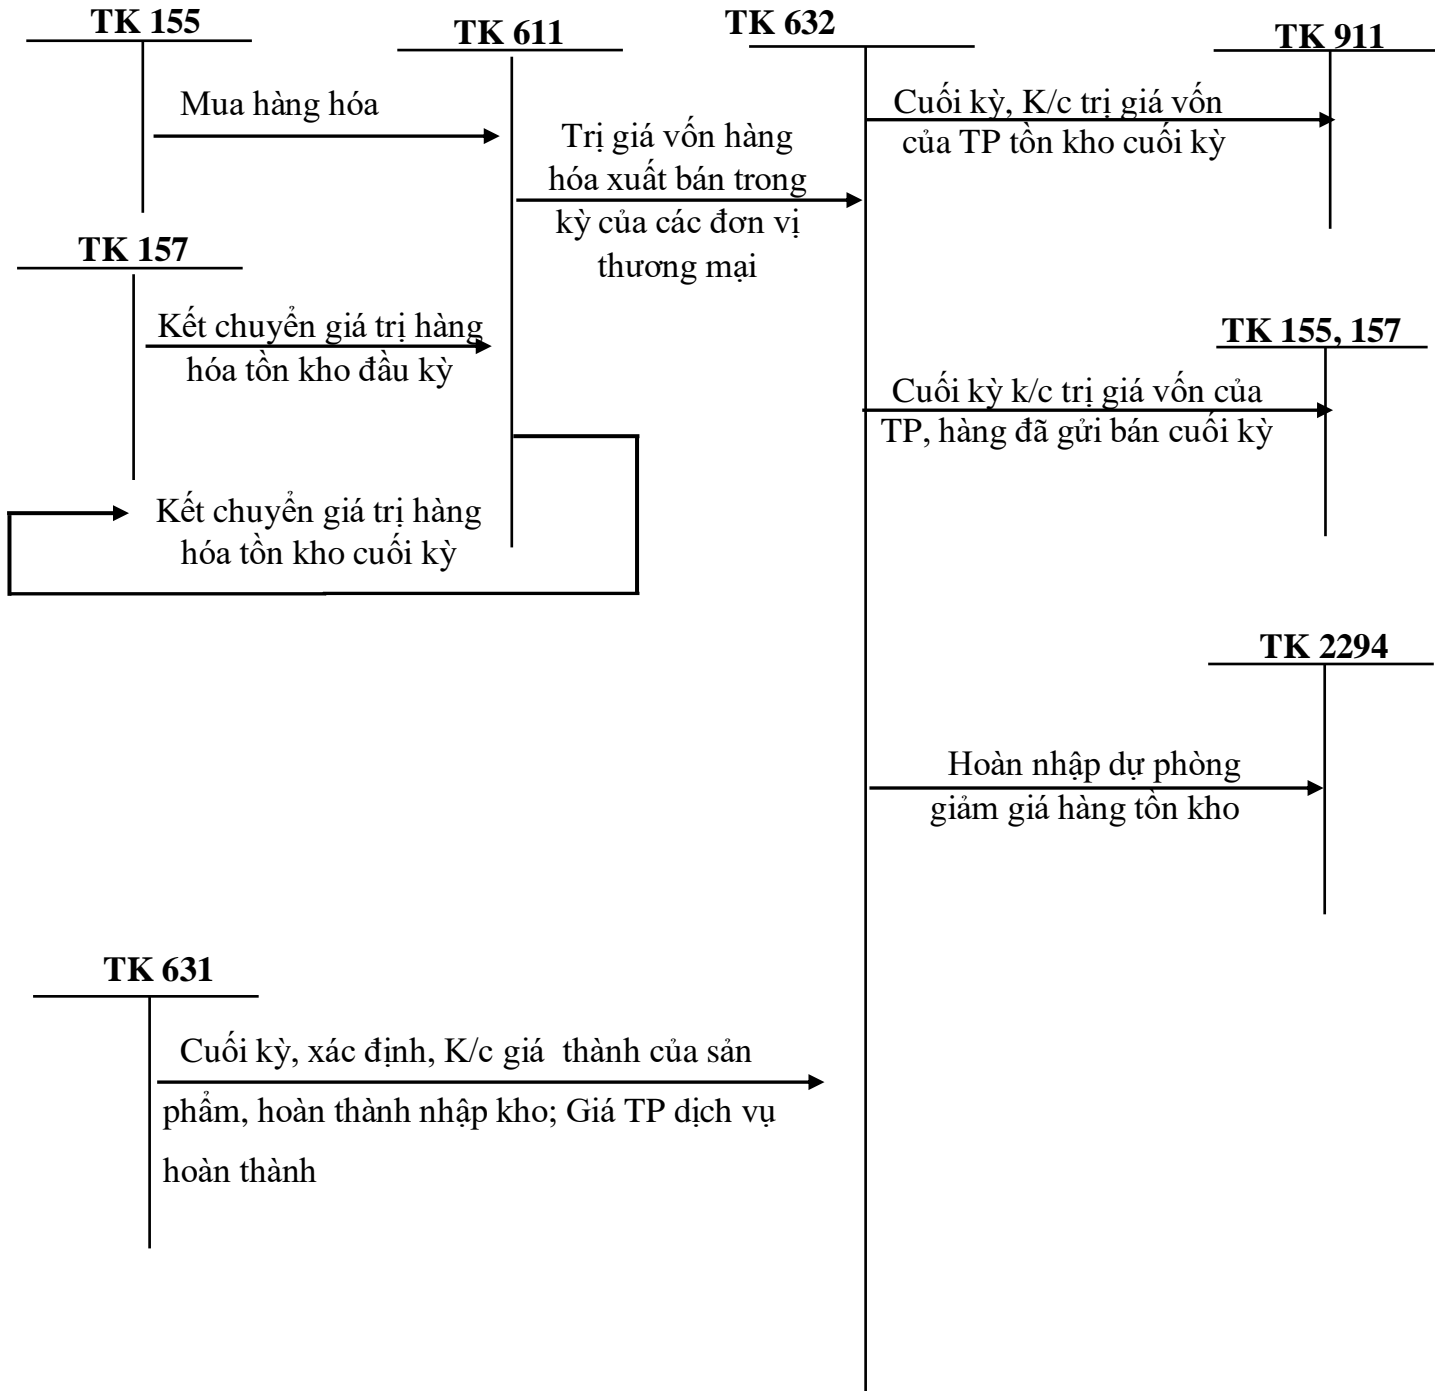 TK 155
TK 611
TK 632
TK 911
Mua hàng hóa
Trị giá vốn hàng
hóa xuất bán trong
kỳ của các đơn vị
thương mại
Cuối kỳ, K/c trị giá vốn
của TP tồn kho cuối kỳ
TK 157
Kết chuyển giá trị hàng
hóa tồn kho đầu kỳ
TK 155, 157
Cuối kỳ k/c trị giá vốn của
TP, hàng đã gửi bán cuối kỳ
Kết chuyển giá trị hàng
hóa tồn kho cuối kỳ
TK 2294
Hoàn nhập dự phòng
giảm giá hàng tồn kho
TK 631
Cuối kỳ, xác định, K/c giá  thành của sản
phẩm, hoàn thành nhập kho; Giá TP dịch vụ
hoàn thành